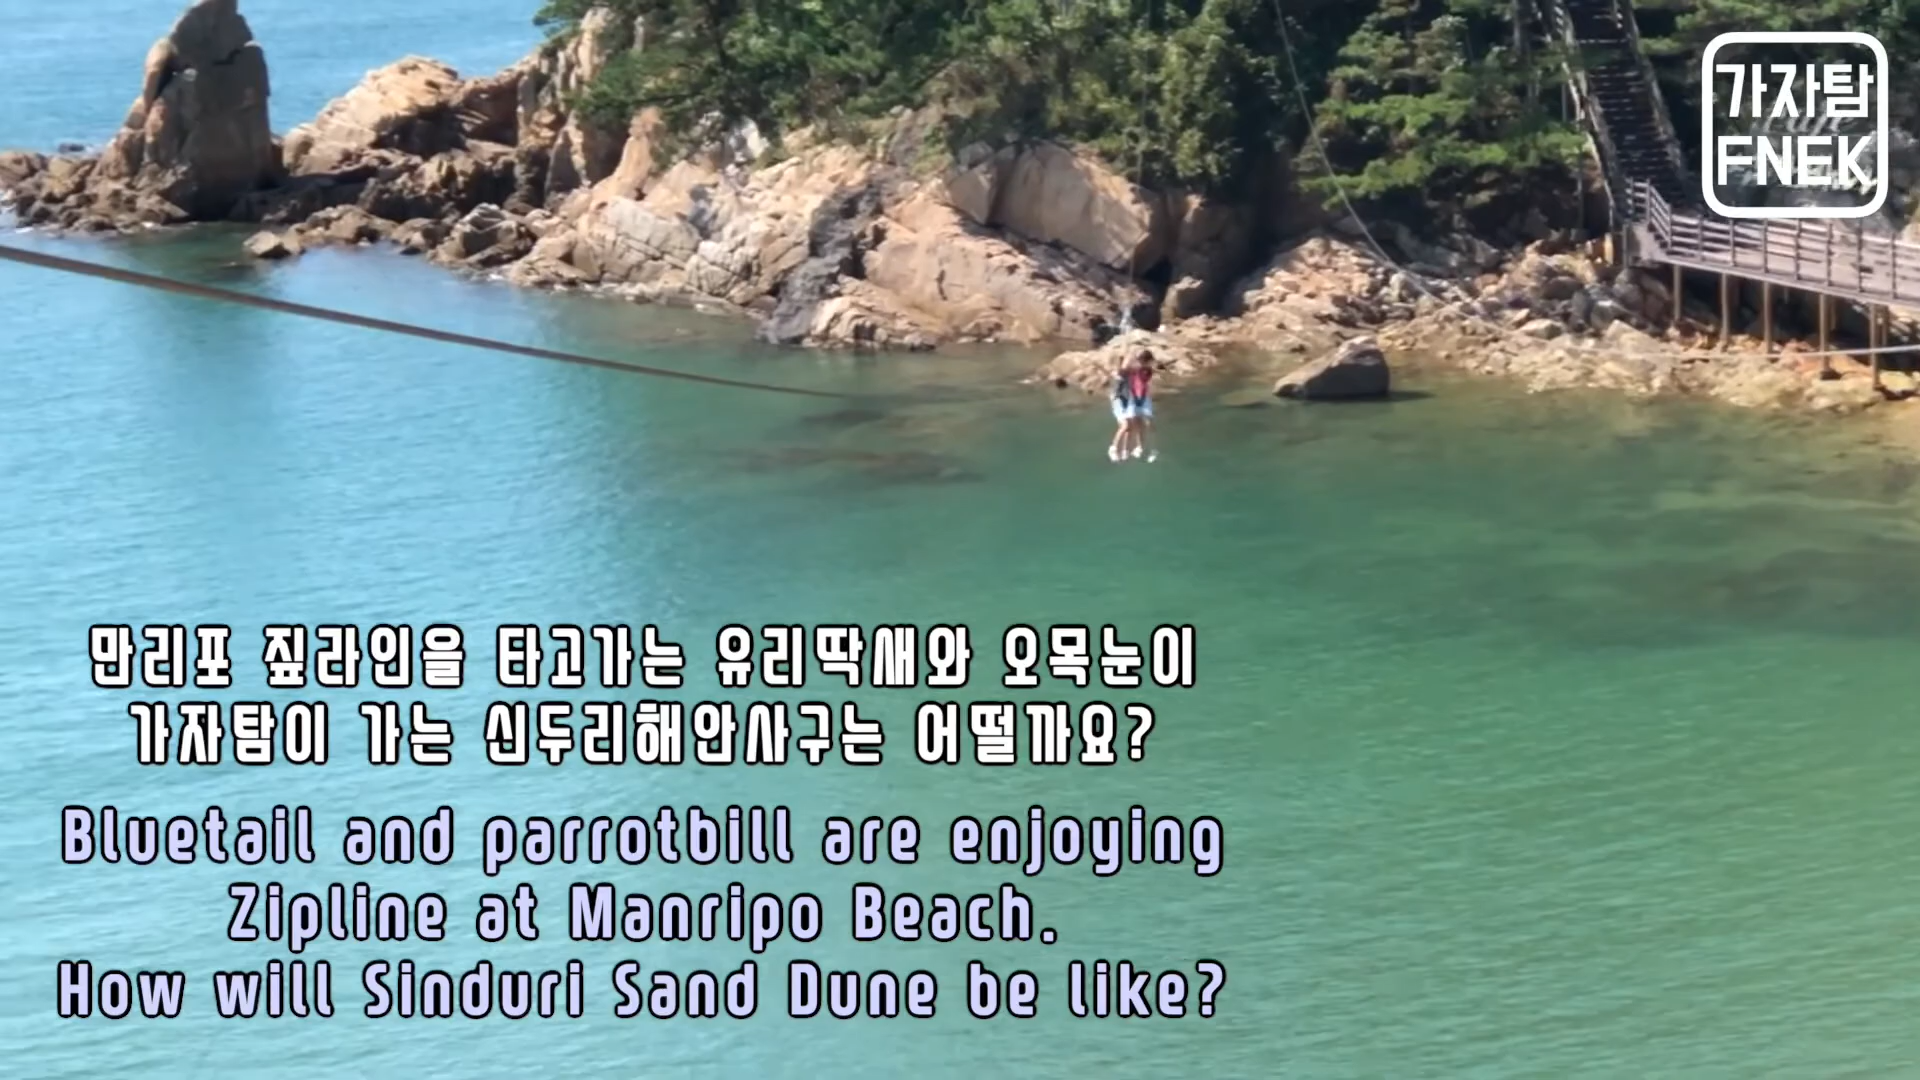 가자탐
FNEK
만리포 짚라인을 타고가는 유리딱새와 오목눈이
가자탐이 가는 신두리해안사구는 어떨까요?
Bluetail and parrotbill are enjoying
Zipline at Manripo Beach.
How will Sinduri Sand Dune be like?